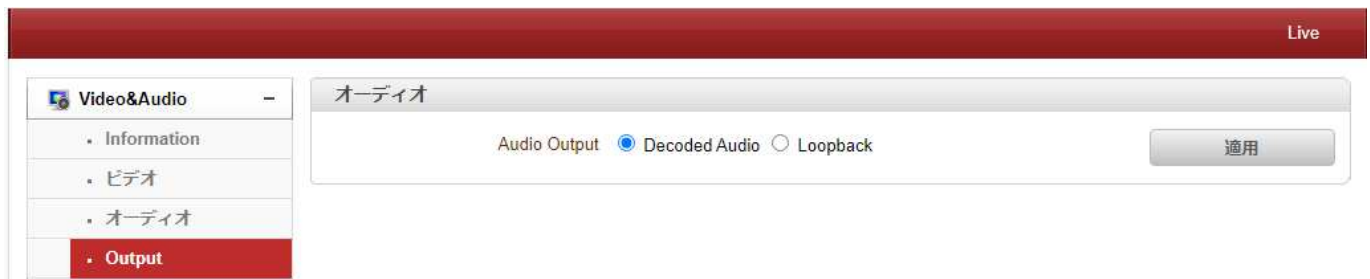 Live
Video&Audio −
オーディオ
Information
Audio Output Decoded Audio Loopback 適用
ビデオ
オーディオ
Output